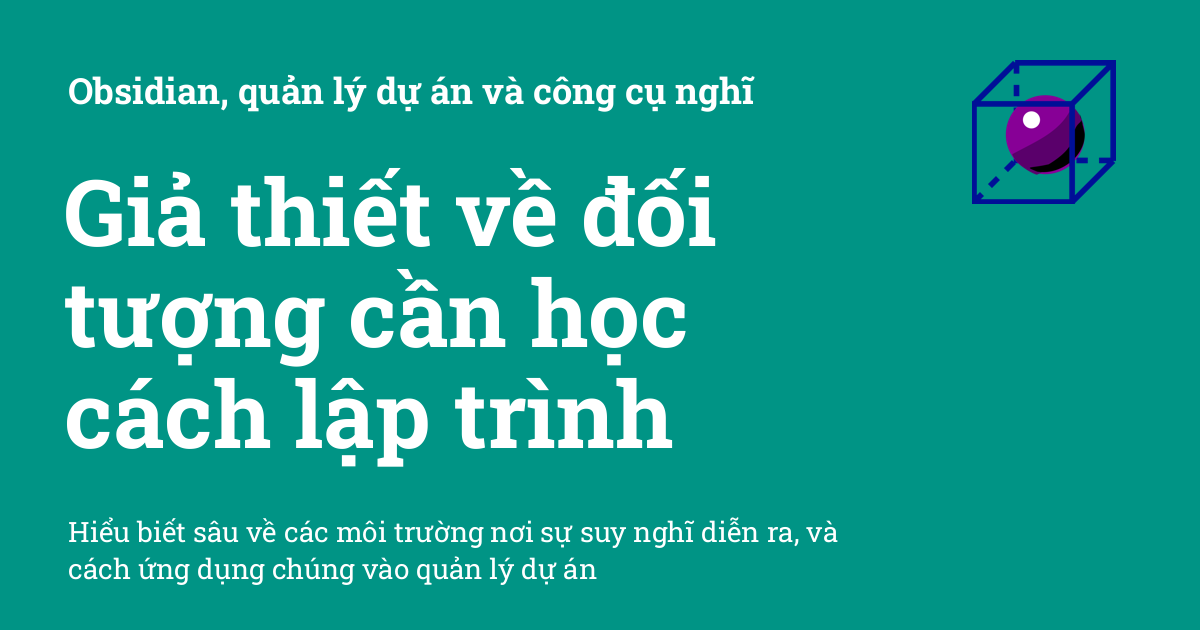 Obsidian, quản lý dự án và công cụ nghĩ
Giả thiết về đối
tượng cần học
cách lập trình
Hiểu biết sâu về các môi trường nơi sự suy nghĩ diễn ra, và
cách ứng dụng chúng vào quản lý dự án